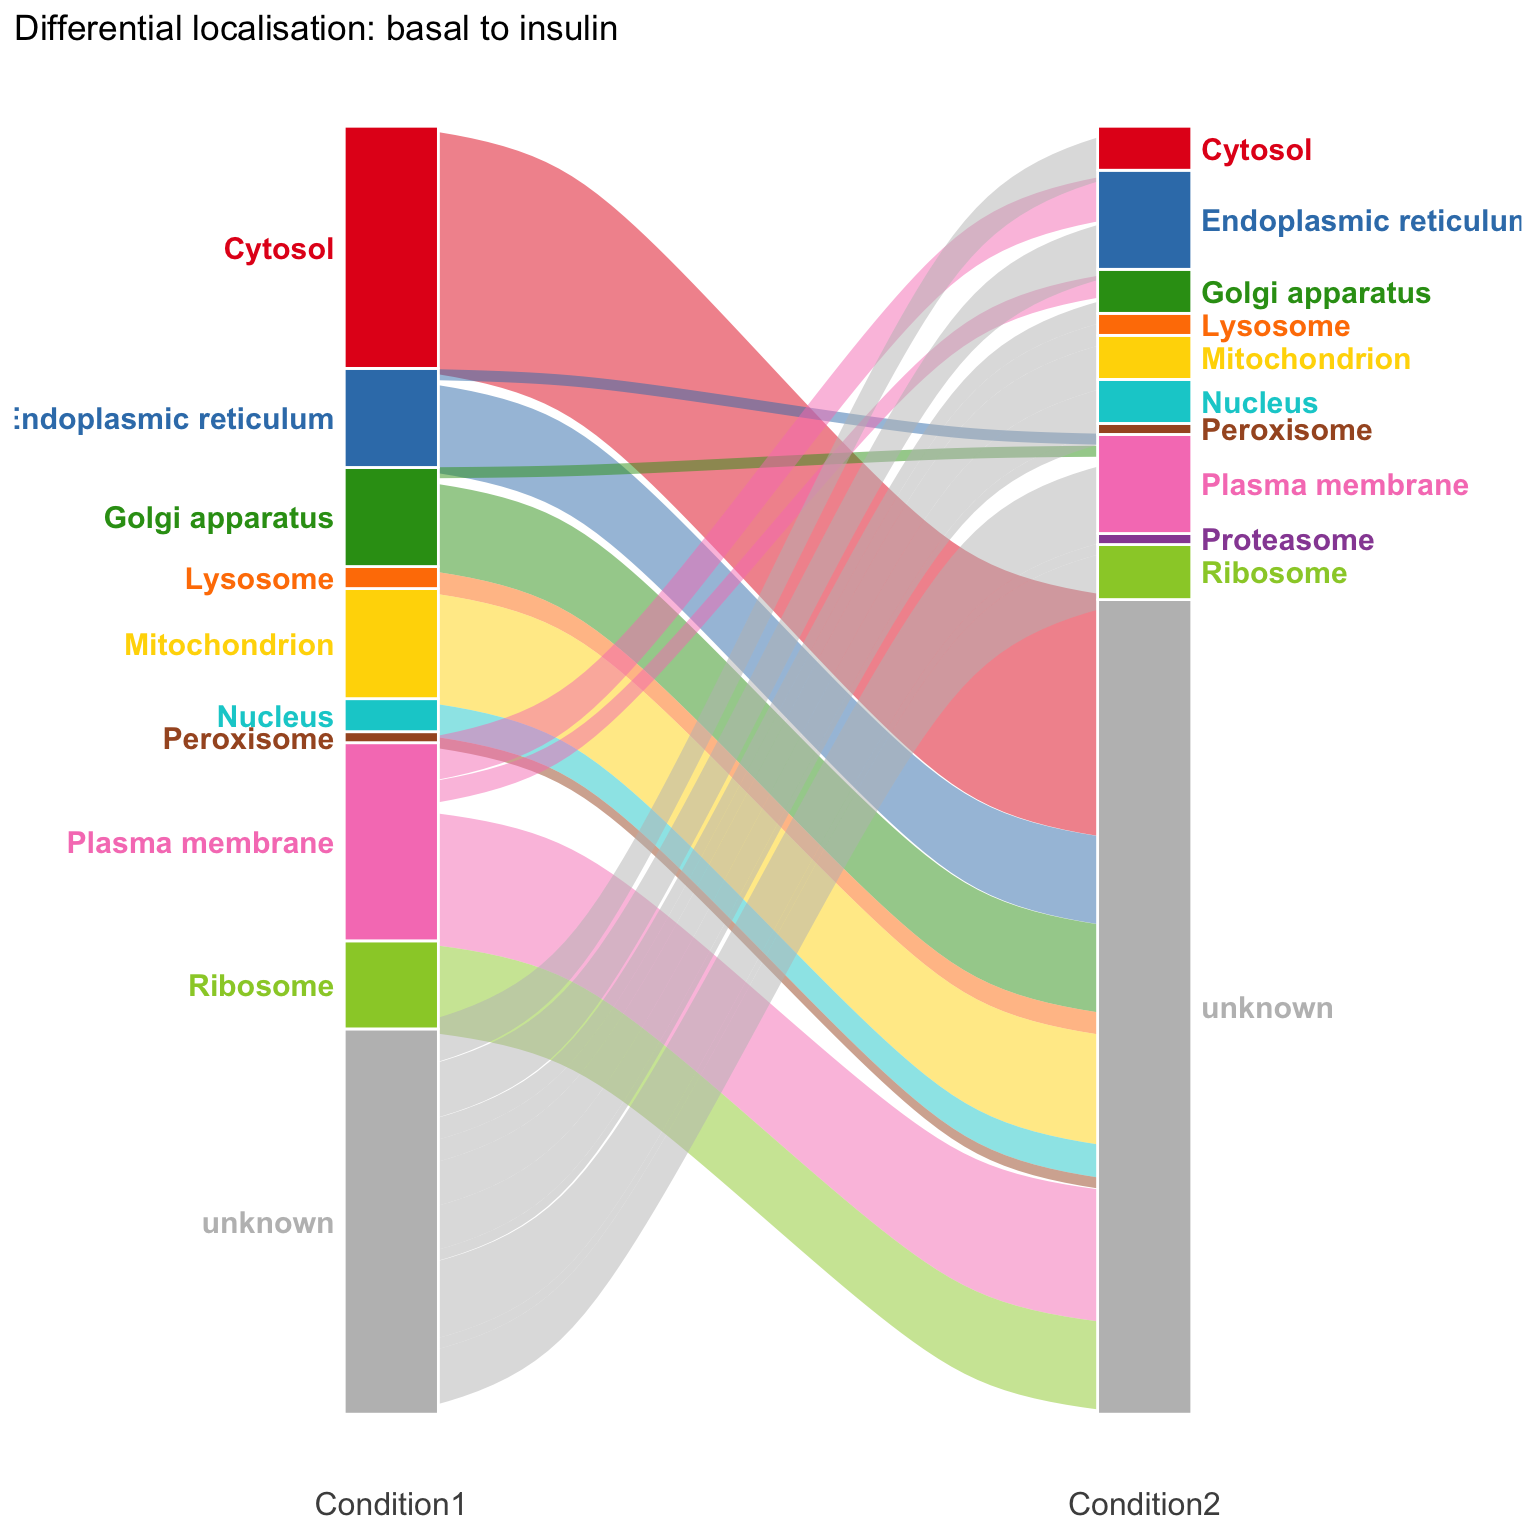 Differential localisation: basal to insulin
Cytosol
Endoplasmic reticulum
Golgi apparatus
Lysosome
Mitochondrion
Nucleus
Peroxisome
Plasma membrane
Ribosome
unknown
Cytosol
Endoplasmic reticulum
Golgi apparatus
Lysosome
Mitochondrion
Nucleus
Peroxisome
Plasma membrane
Proteasome
Ribosome
unknown
Condition1
Condition2